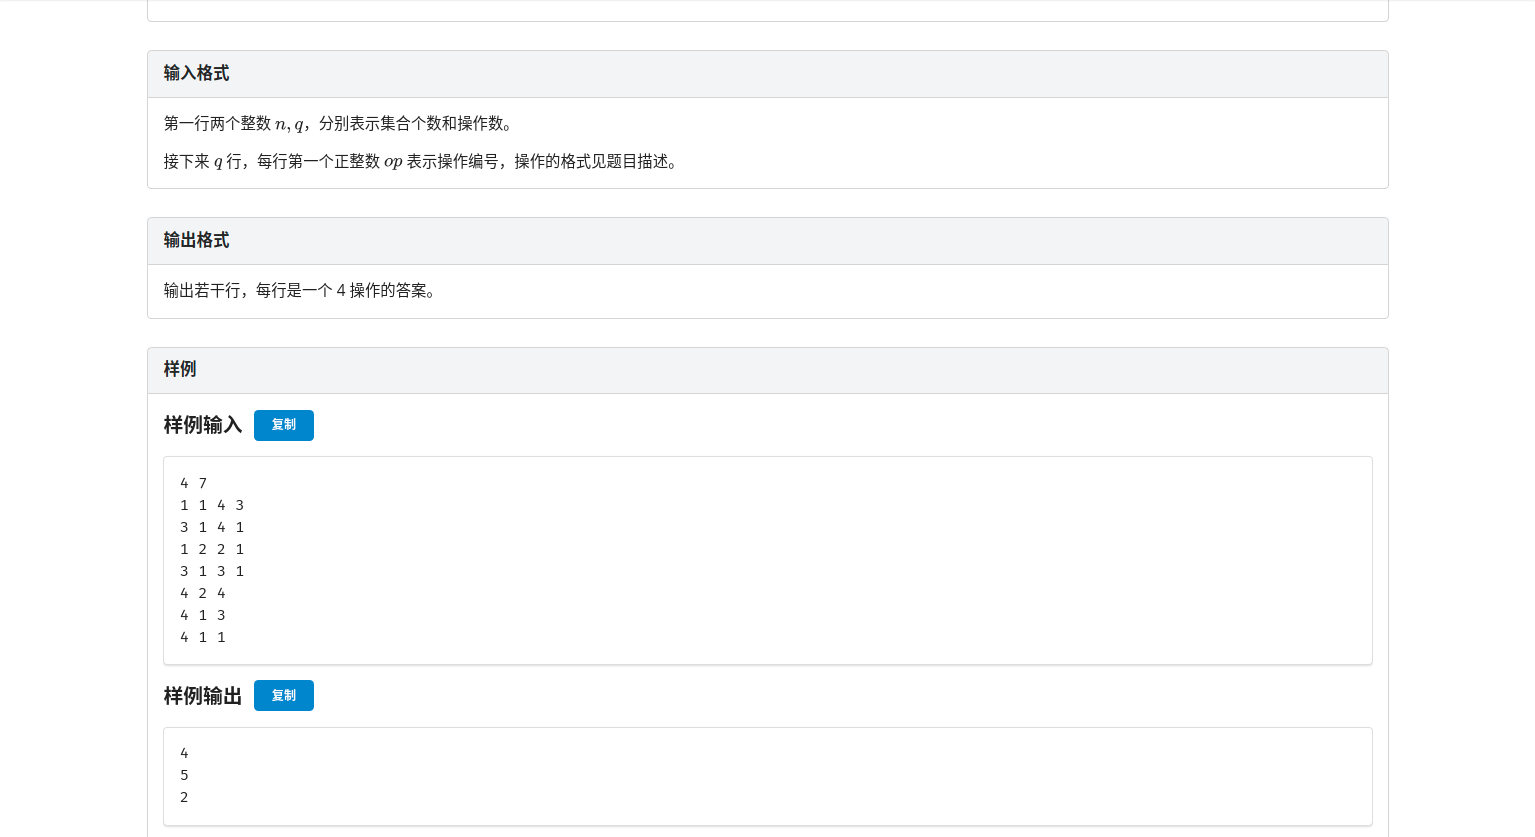 输入格式
第一行两个整数 n, q，分别表示集合个数和操作数。
接下来 q 行，每行第一个正整数 op 表示操作编号，操作的格式见题目描述。
输出格式
输出若干行，每行是一个 4 操作的答案。
样例
样例输入 复制
4 7
1 1 4 3
3 1 4 1
1 2 2 1
3 1 3 1
4 2 4
4 1 3
4 1 1
样例输出 复制
4
5
2